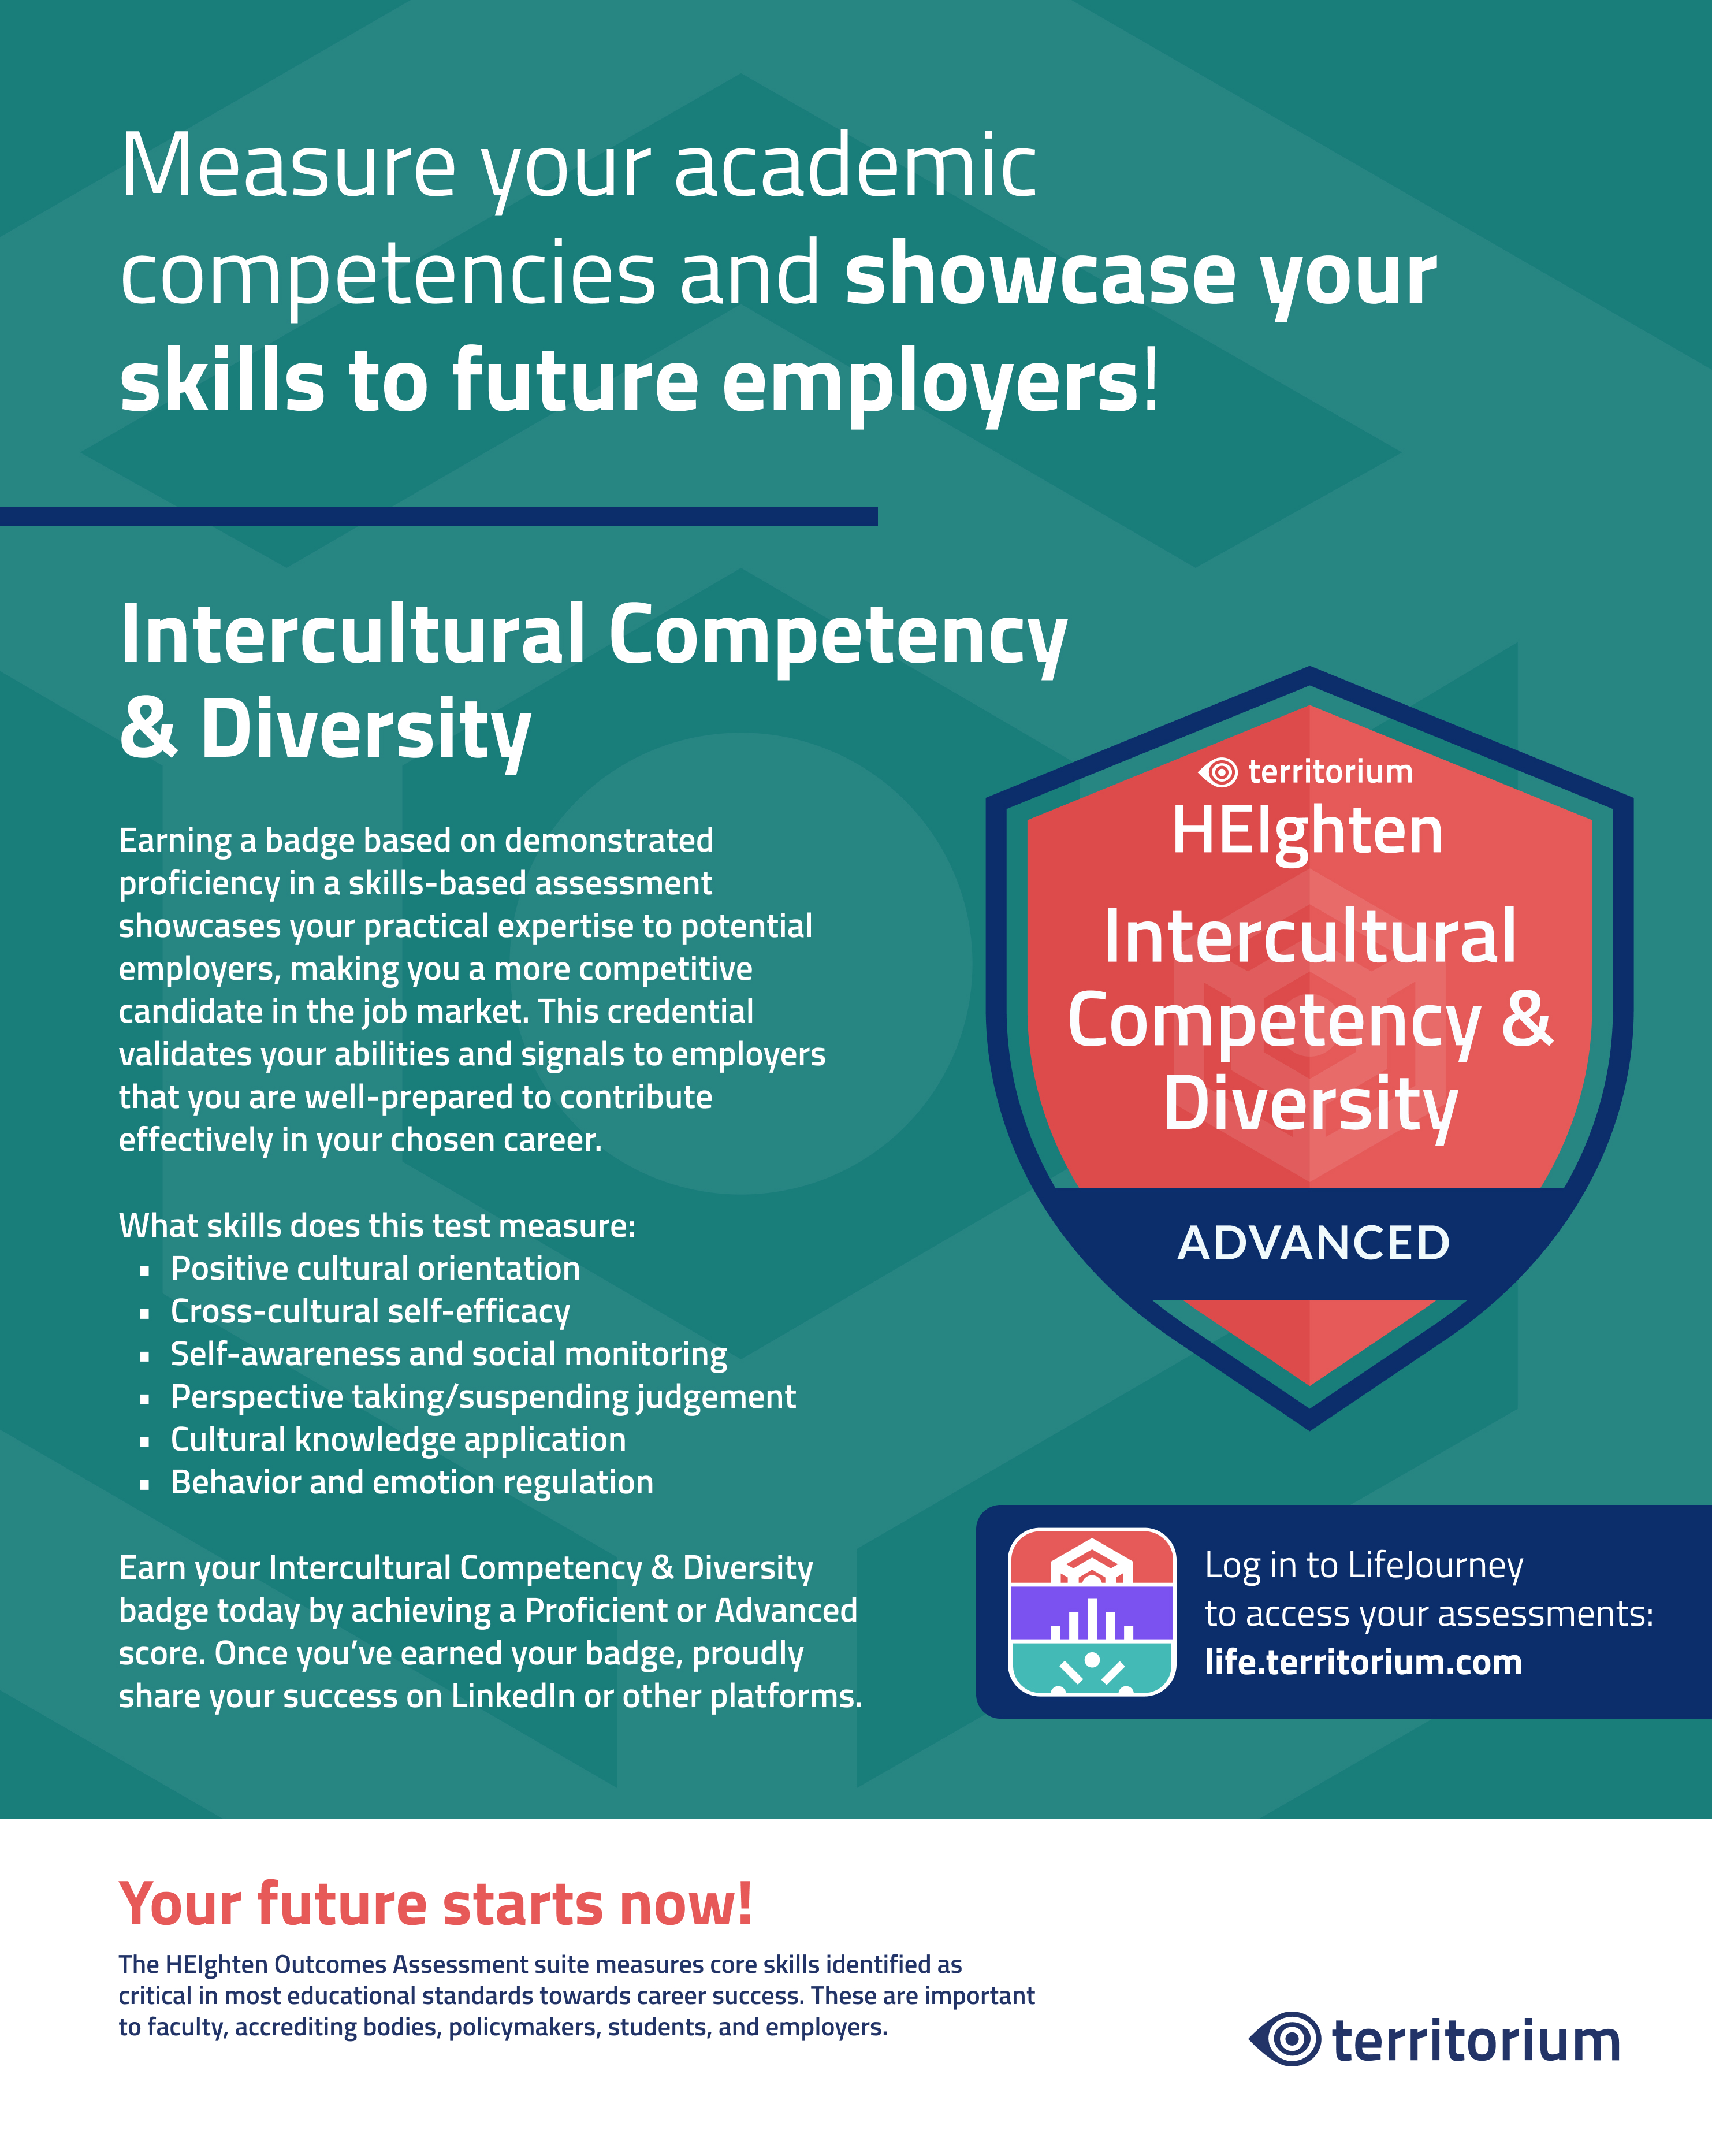 Measure your academic
competencies and showcase your
skills to future employers!
Intercultural Competency
& Diversity
Earning a badge based on demonstrated
proficiency in a skills-based assessment
showcases your practical expertise to potential
employers, making you a more competitive
candidate in the job market. This credential
validates your abilities and signals to employers
that you are well-prepared to contribute
effectively in your chosen career.
What skills does this test measure:
▪ Positive cultural orientation
▪ Cross-cultural self-efficacy
▪ Self-awareness and social monitoring
▪ Perspective taking/suspending judgement
▪ Cultural knowledge application
▪ Behavior and emotion regulation
Earn your Intercultural Competency & Diversity
badge today by achieving a Proficient or Advanced
score. Once you’ve earned your badge, proudly
share your success on LinkedIn or other platforms.
territorium
HEIghten
Intercultural
Competency &
Diversity
ADVANCED
Log in to LifeJourney
to access your assessments:
life.territorium.com
Your future starts now!
The HEIghten Outcomes Assessment suite measures core skills identified as
critical in most educational standards towards career success. These are important
to faculty, accrediting bodies, policymakers, students, and employers.
territorium